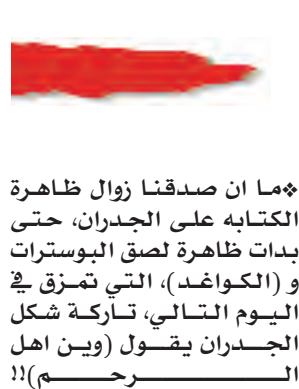 ❖ما ان صدقنا زوال ظاهرة
الكتابه على الجدران، حتى
بدات ظاهرة لصق البوسترات
و (الكواغد)، التي تمزق في
اليوم التالي، تاركة شكل
الجدران يقول (وين اهل
الرحم)!!